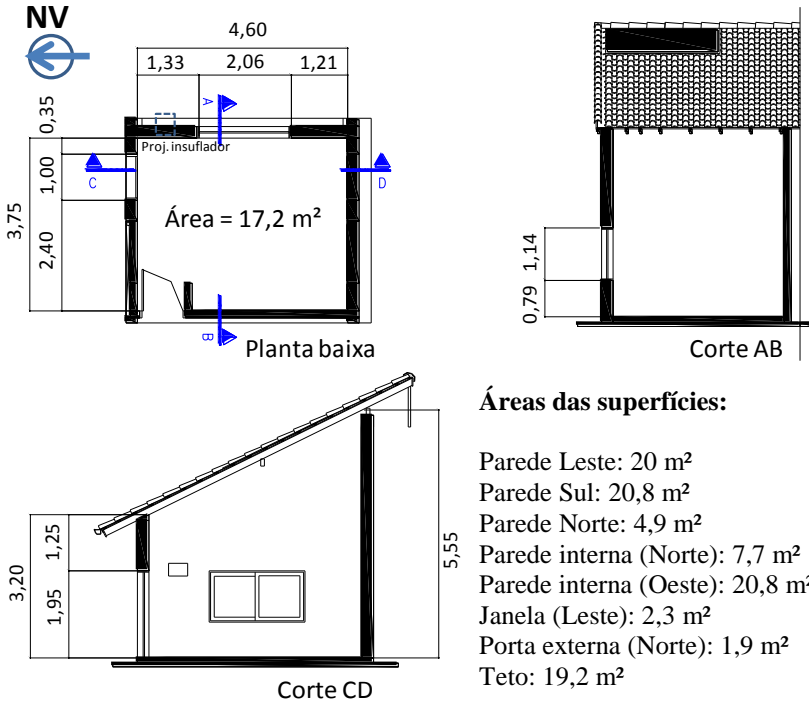 NV
4,60
1,33
2,06
1,21
0,35
A
Proj. insuflador
C
D
1,00
3,75
Área = 17,2 m²
2,40
B
Planta baixa
1,14
0,79
Corte AB
1,25
3,20
1,95
5,55
Corte CD
Áreas das superfícies:
Parede Leste: 20 m²
Parede Sul: 20,8 m²
Parede Norte: 4,9 m²
Parede interna (Norte): 7,7 m²
Parede interna (Oeste): 20,8 m²
Janela (Leste): 2,3 m²
Porta externa (Norte): 1,9 m²
Teto: 19,2 m²